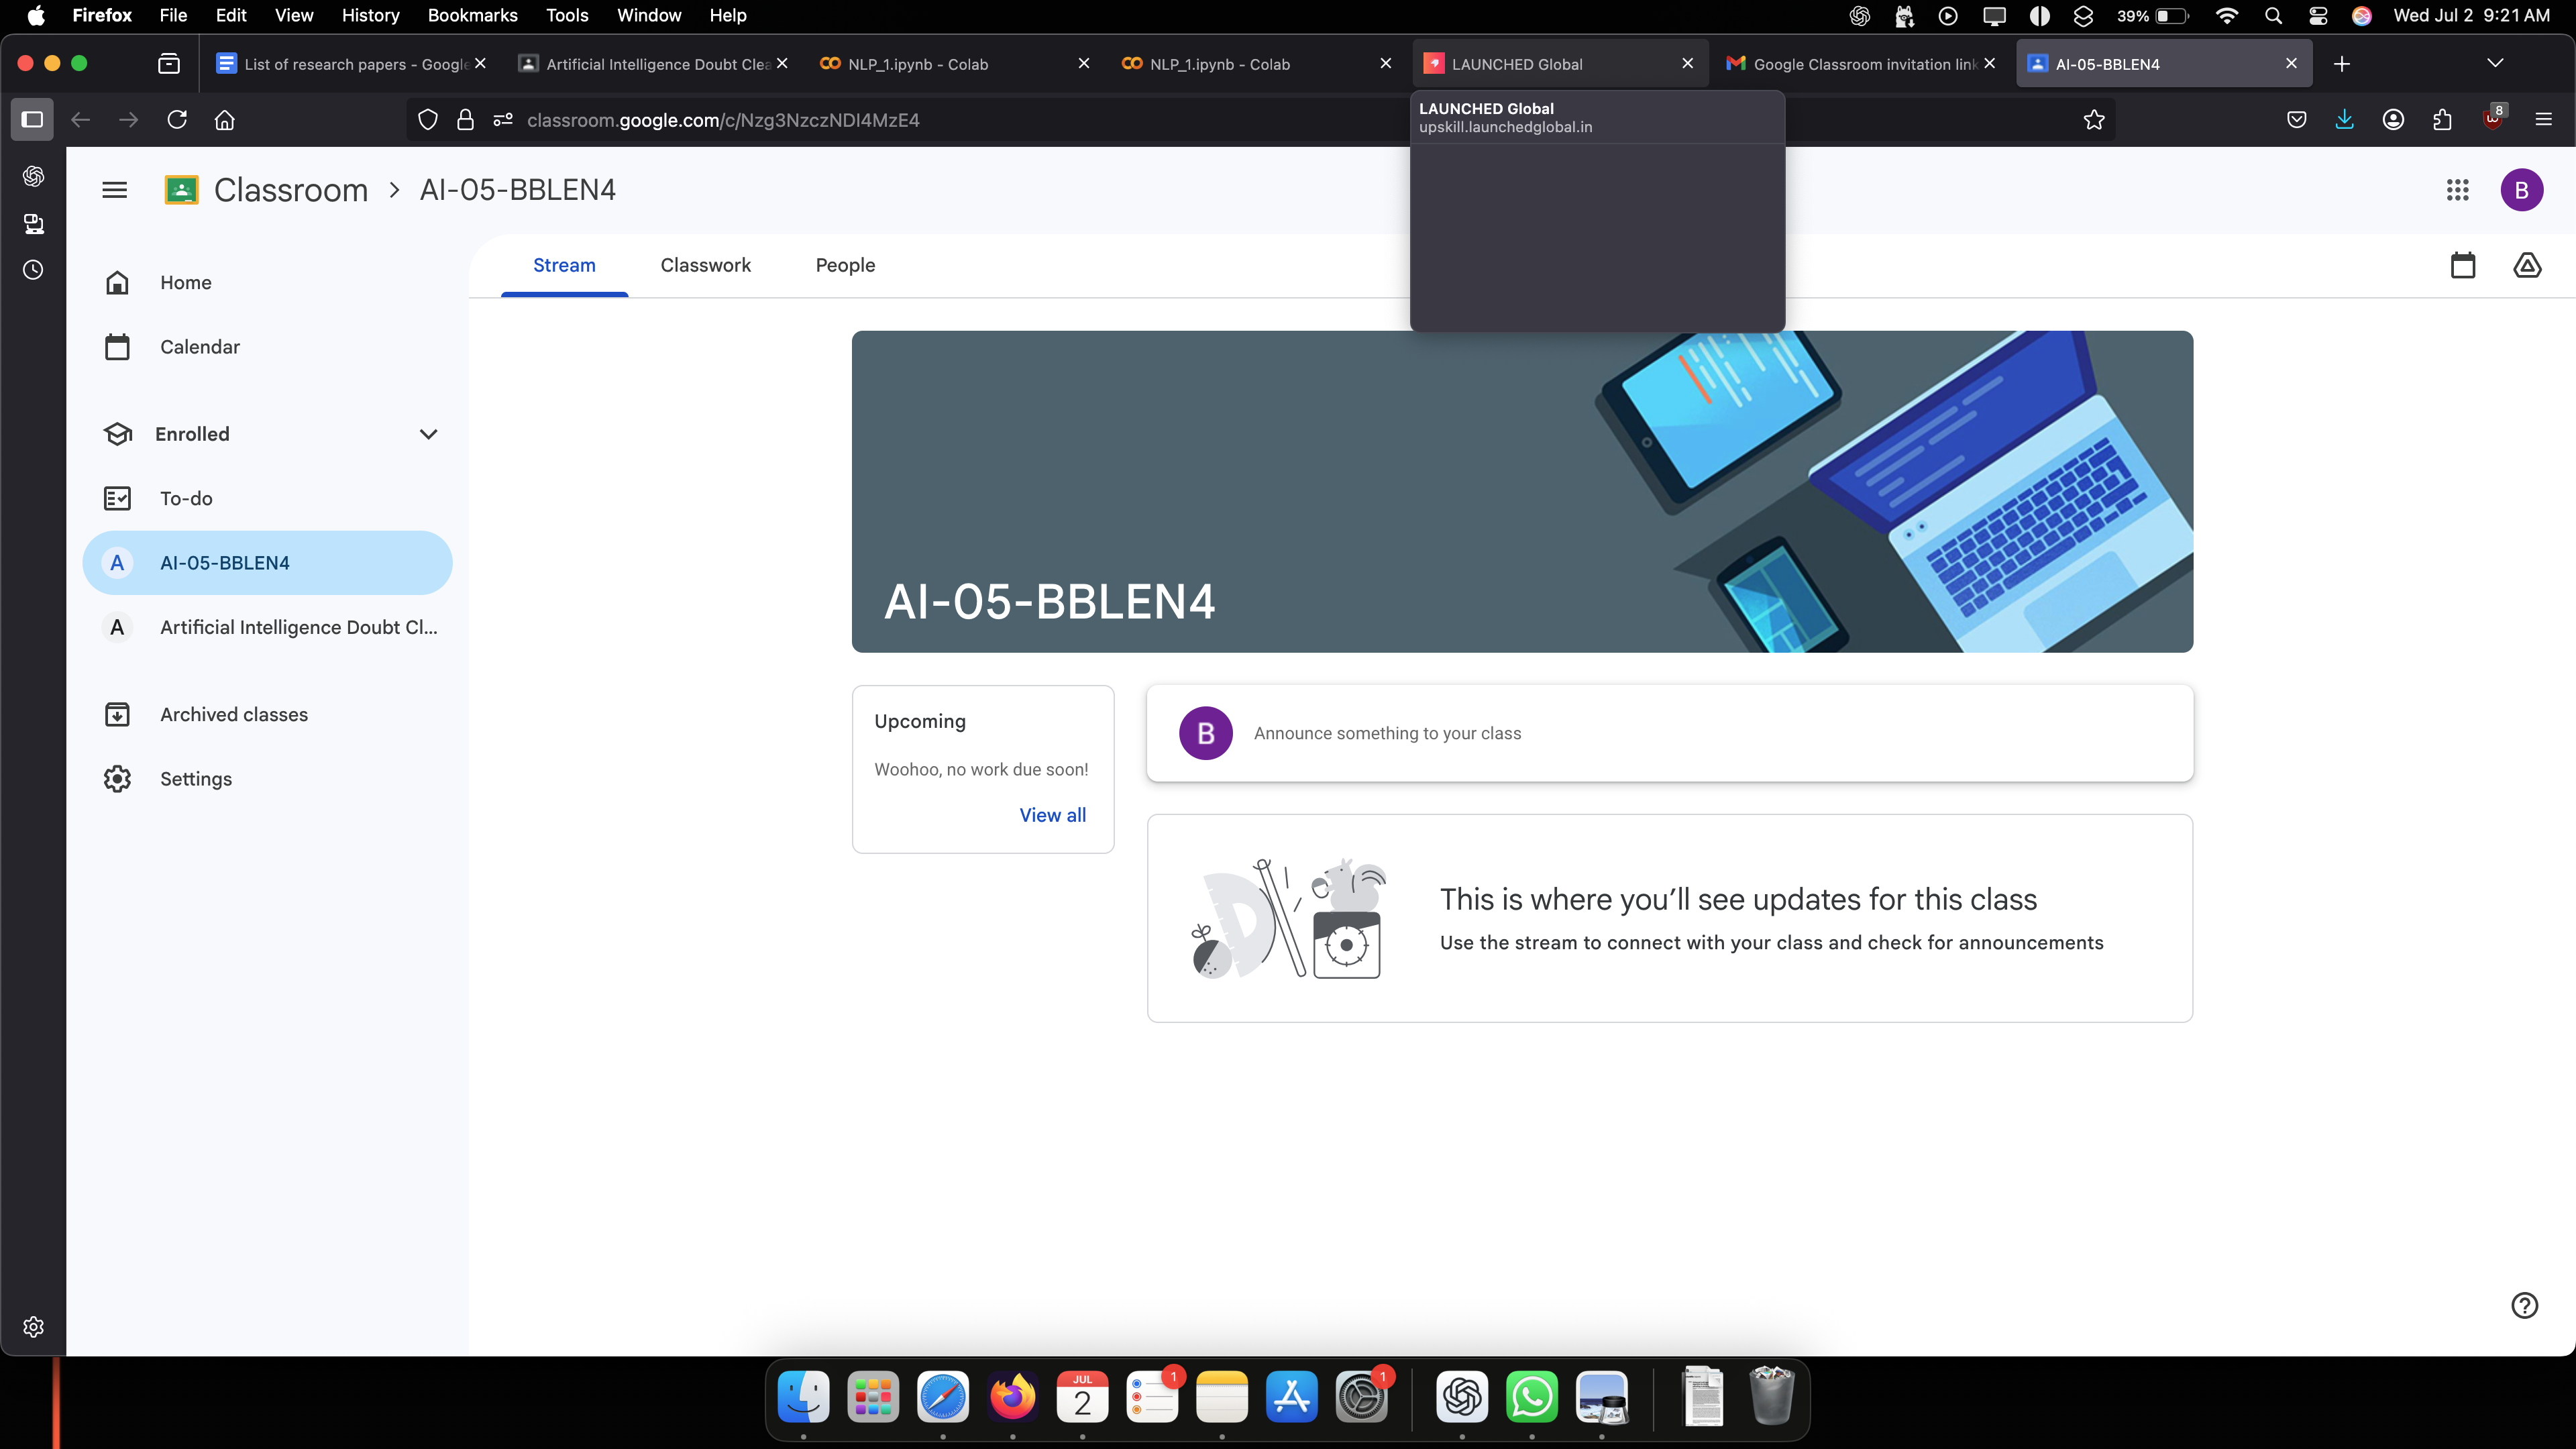 Firefox File Edit View History Bookmarks Tools Window Help 39% Wed Jul 2 9:21 AM
List of research papers - Google
Artificial Intelligence Doubt Clea
NLP_1.ipynb - Colab
NLP_1.ipynb - Colab
LAUNCHED Global
Google Classroom invitation link
AI-05-BBLEN4
classroom.google.com/c/Nzg3NzczNDI4MzE4
8
LAUNCHED Global
upskill.launchedglobal.in
Classroom > AI-05-BBLEN4
B
Stream Classwork People
Home
Calendar
Enrolled
To-do
A AI-05-BBLEN4
A Artificial Intelligence Doubt Cl...
Archived classes
Settings
AI-05-BBLEN4
Upcoming
Woohoo, no work due soon!
View all
B Announce something to your class
This is where you’ll see updates for this class
Use the stream to connect with your class and check for announcements
JUL
2
1
1